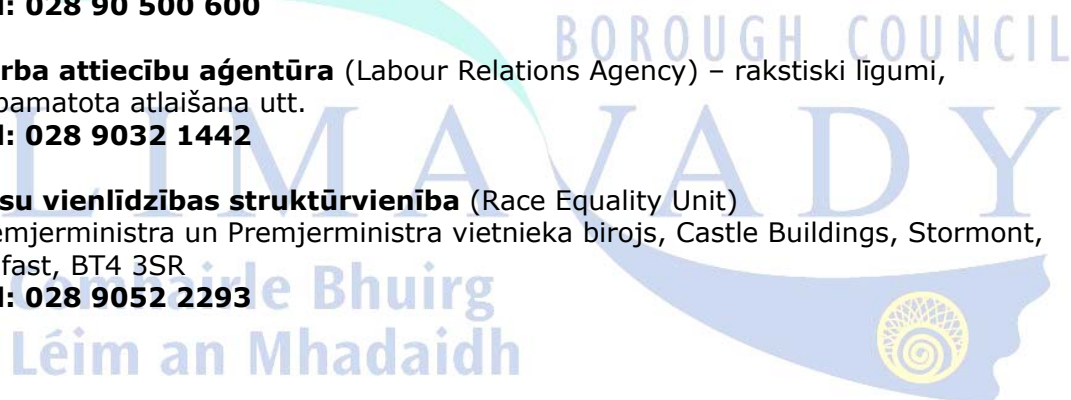 l: 028 90 500 600
BOROUGH COUNCIL
rba attiecību aģentūra (Labour Relations Agency) – rakstiski līgumi,
pamatota atlaišana utt.
l: 028 9032 1442
LIMAVADY
su vienlīdzības struktūrvienība (Race Equality Unit)
emjerministra un Premjerministra vietnieka birojs, Castle Buildings, Stormont,
fast, BT4 3SR
l: 028 9052 2293
Comhairle Bhuirg
Léim an Mhadaidh